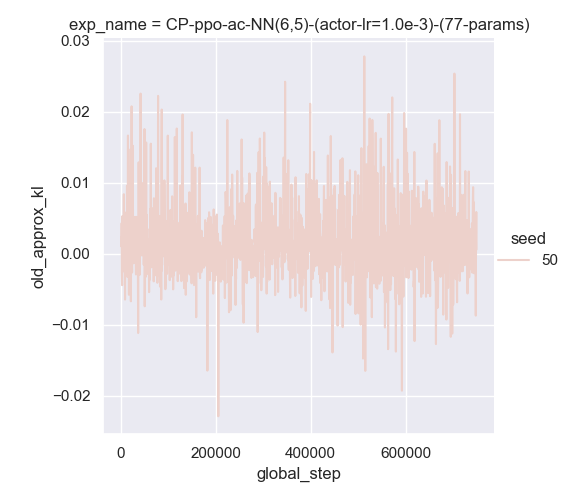 exp_name = CP-ppo-ac-NN(6,5)-(actor-lr=1.0e-3)-(77-params)
0.03
0.02
0.01
0.00
−0.01
−0.02
old_approx_kl
0
200000
400000
600000
global_step
seed
50